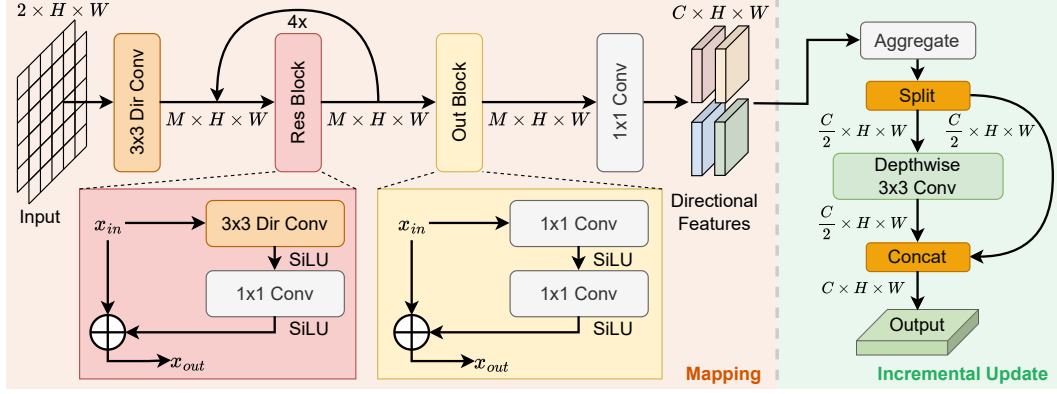 2 × H × W
Input
3x3 Dir Conv
M × H × W
4x
Res Block
M × H × W
Out Block
M × H × W
1x1 Conv
C × H × W
Directional
Features
x_in
3x3 Dir Conv
SiLU
1x1 Conv
SiLU
x_out
x_in
1x1 Conv
SiLU
1x1 Conv
SiLU
x_out
Mapping
Aggregate
Split
C/2 × H × W
C/2 × H × W
Depthwise
3x3 Conv
C/2 × H × W
Concat
C × H × W
Output
Incremental Update